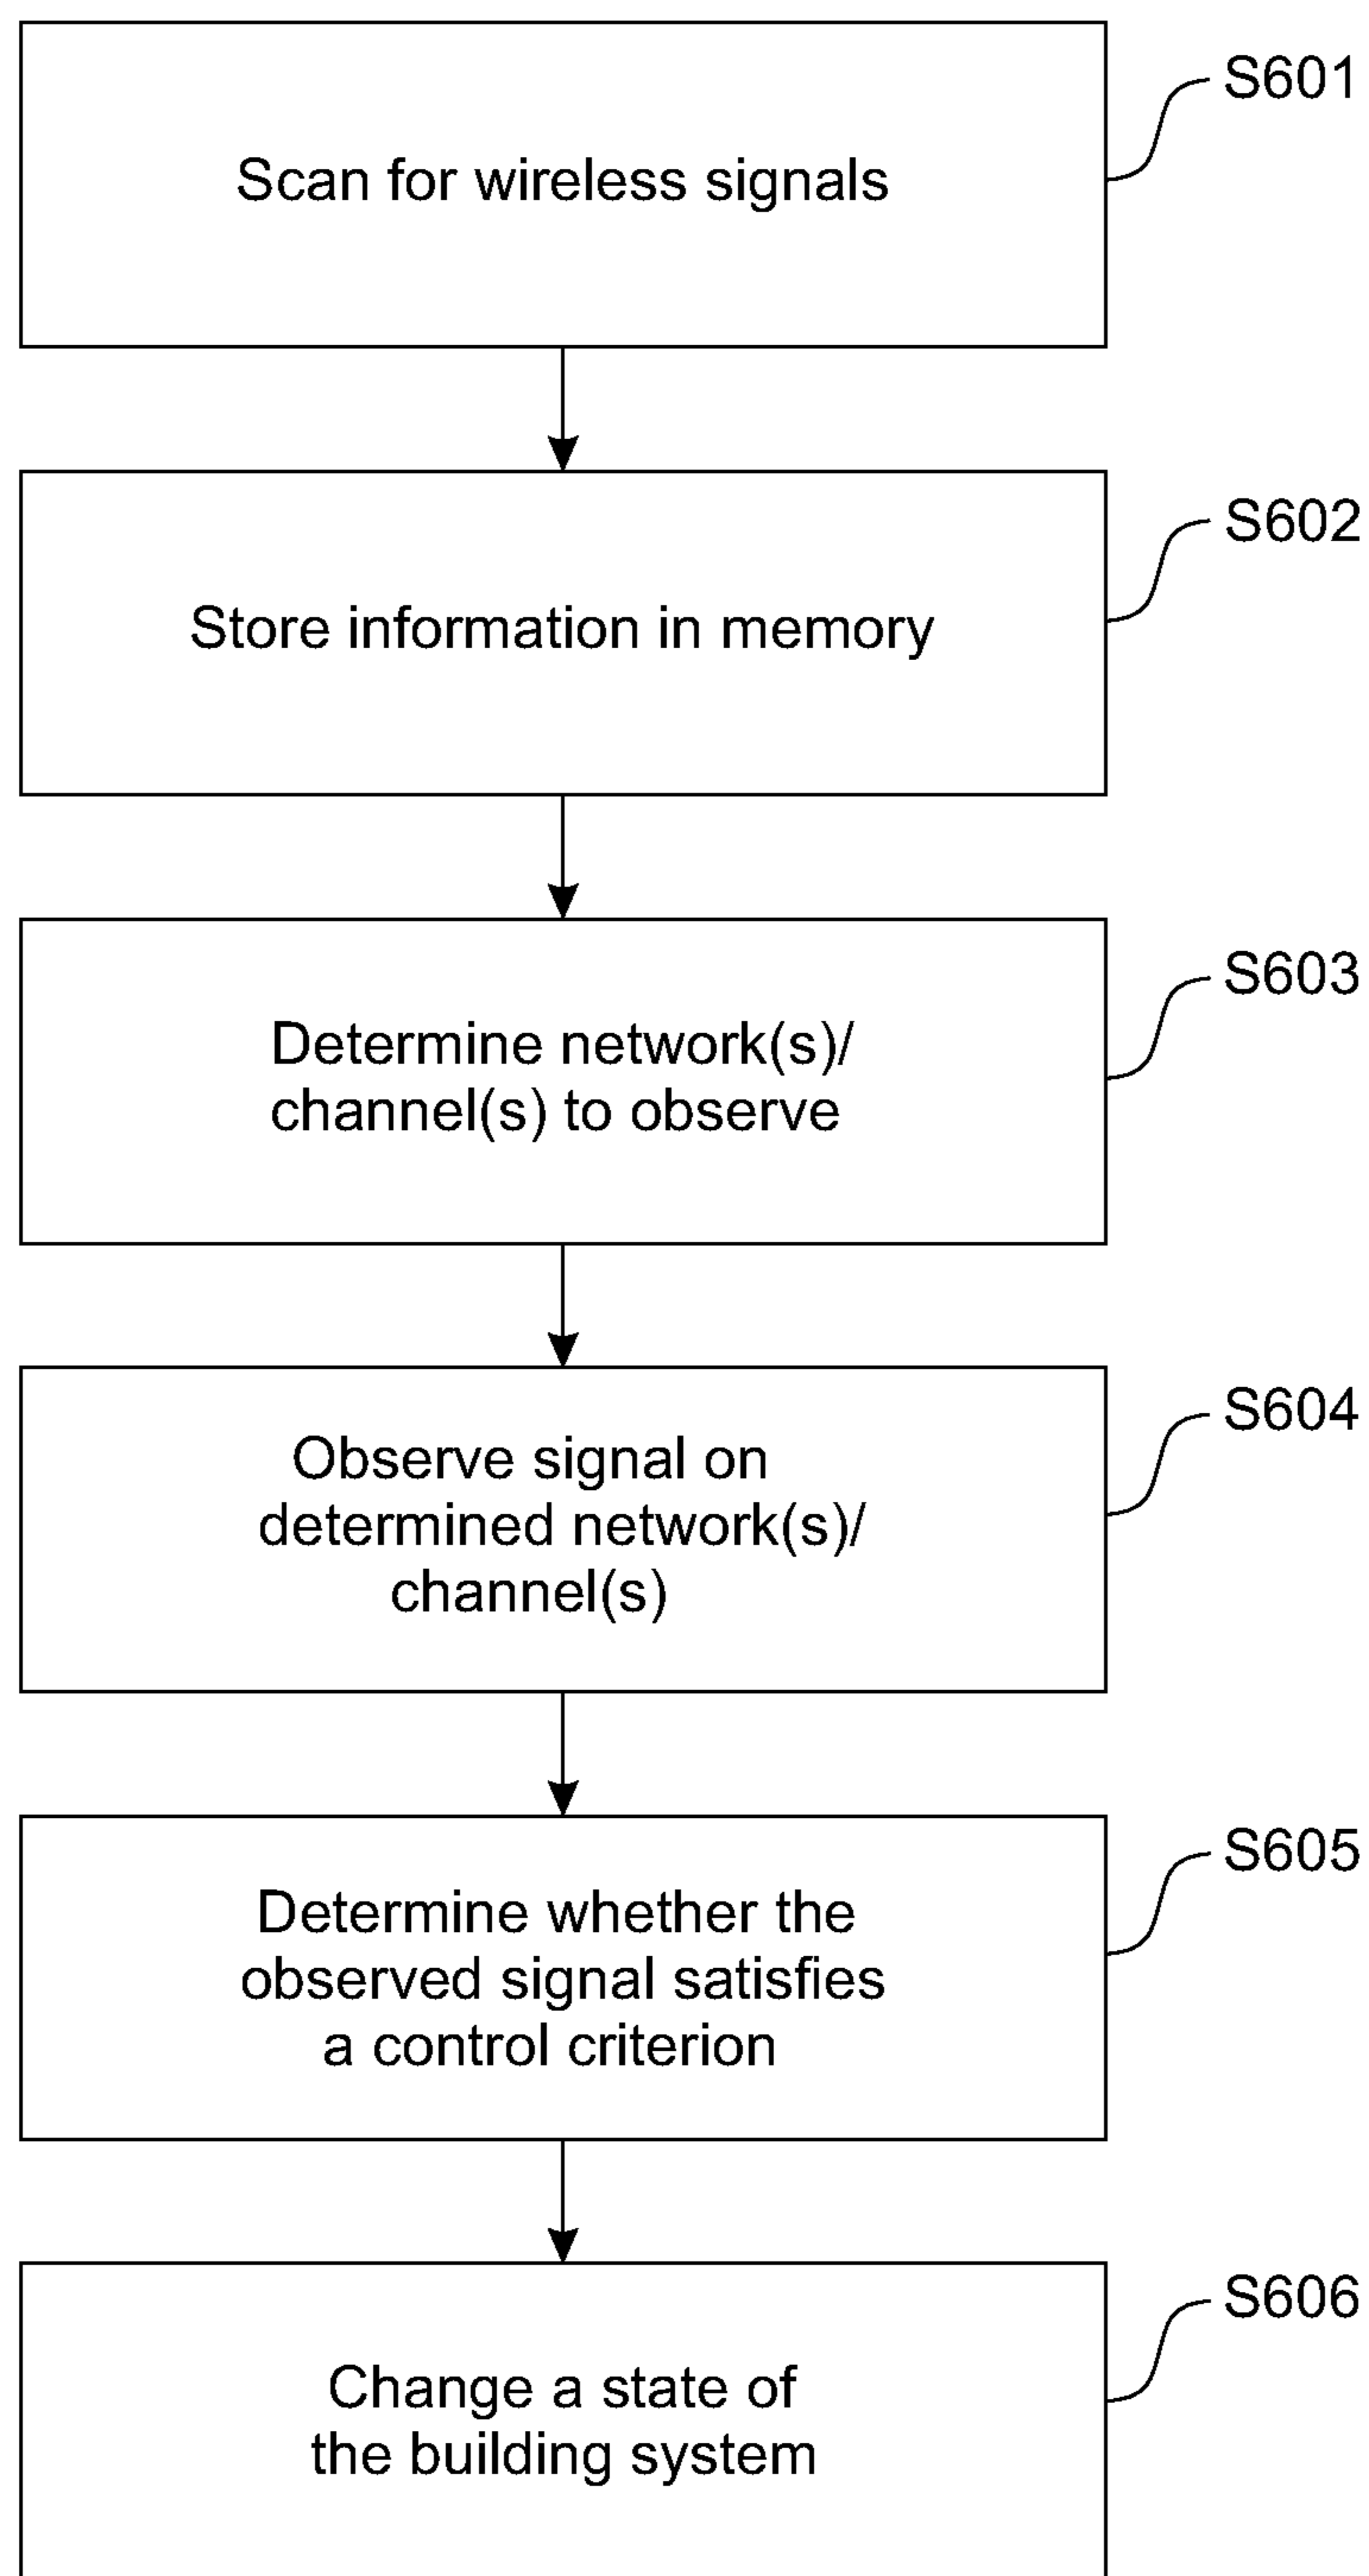 S601
Scan for wireless signals
S602
Store information in memory
S603
Determine network(s)/
channel(s) to observe
S604
Observe signal on
determined network(s)/
channel(s)
S605
Determine whether the
observed signal satisfies
a control criterion
S606
Change a state of
the building system